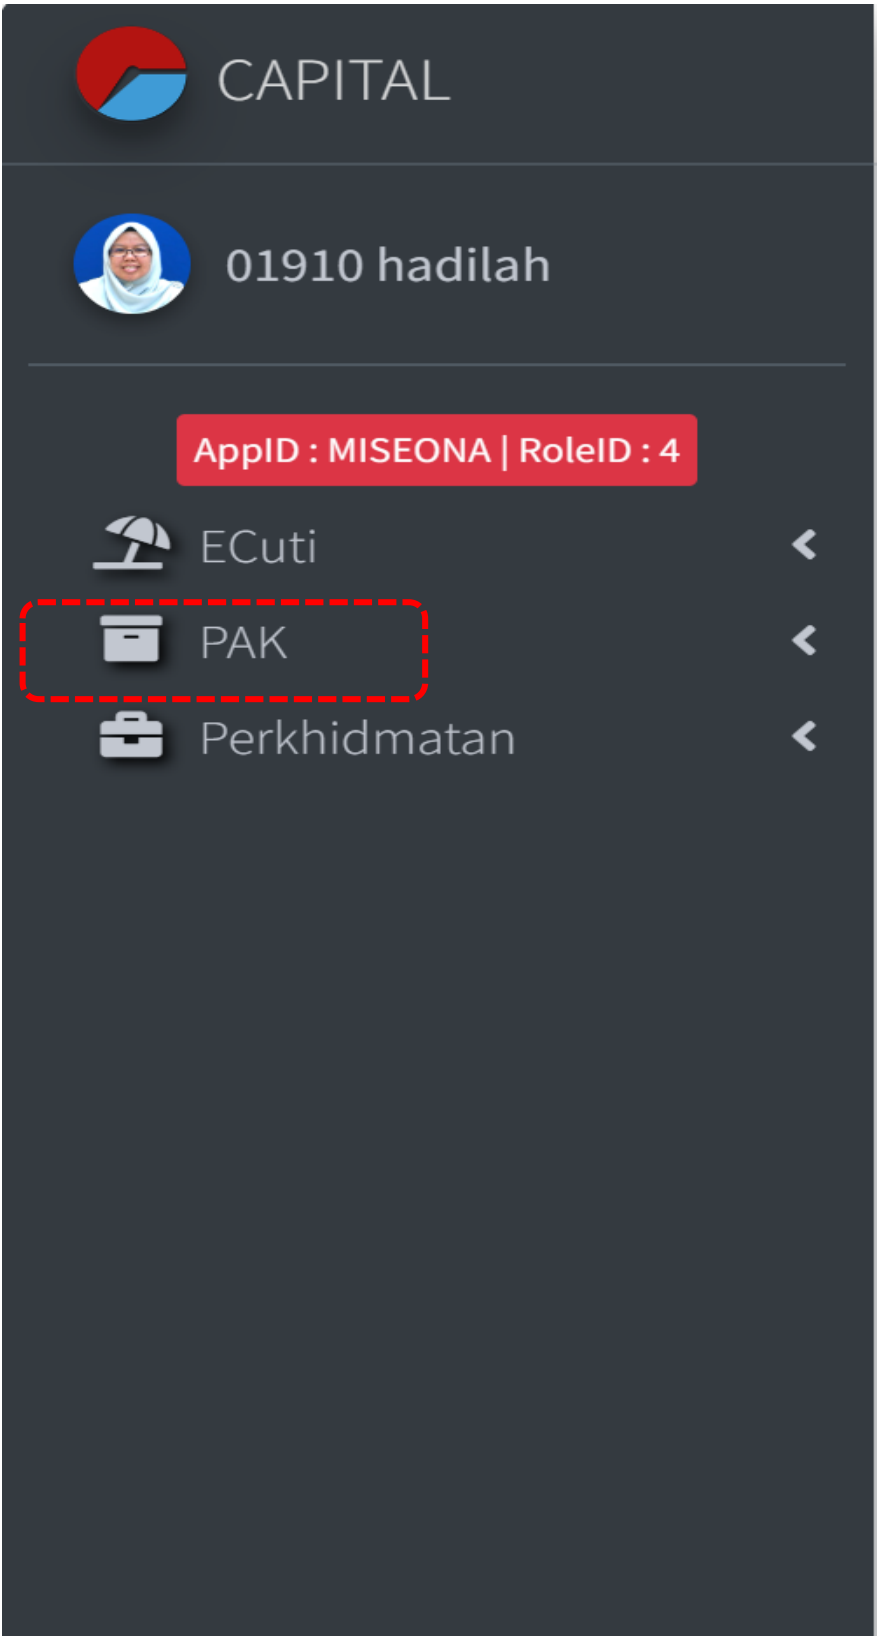 CAPITAL
01910 hadilah
AppID : MISEONA | RoleID : 4
ECuti
PAK
Perkhidmatan